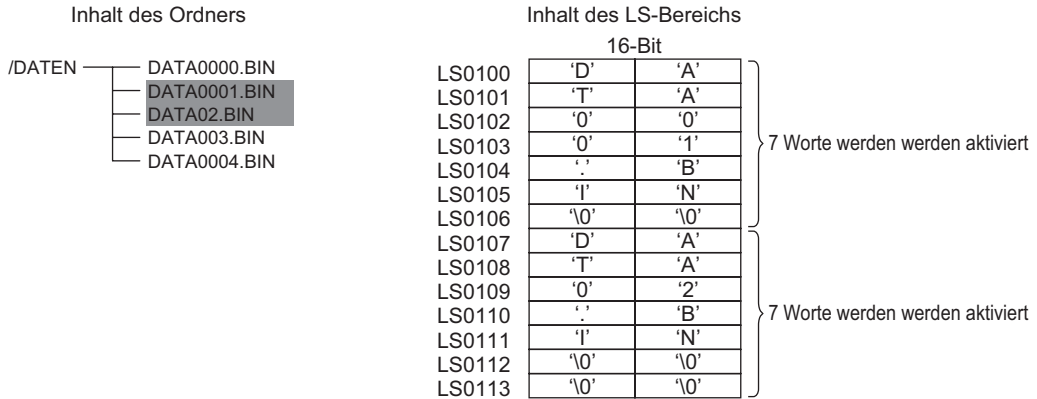 Inhalt des Ordners
/DATEN
DATA0000.BIN
DATA0001.BIN
DATA02.BIN
DATA003.BIN
DATA0004.BIN
Inhalt des LS-Bereichs
16-Bit
LS0100 ‘D’ ‘A’
LS0101 ‘T’ ‘A’
LS0102 ‘0’ ‘0’
LS0103 ‘0’ ‘1’
LS0104 ‘.’ ‘B’
LS0105 ‘I’ ‘N’
LS0106 ‘\0’ ‘\0’
7 Worte werden werden aktiviert
LS0107 ‘D’ ‘A’
LS0108 ‘T’ ‘A’
LS0109 ‘0’ ‘2’
LS0110 ‘.’ ‘B’
LS0111 ‘I’ ‘N’
LS0112 ‘\0’ ‘\0’
LS0113 ‘\0’ ‘\0’
7 Worte werden werden aktiviert